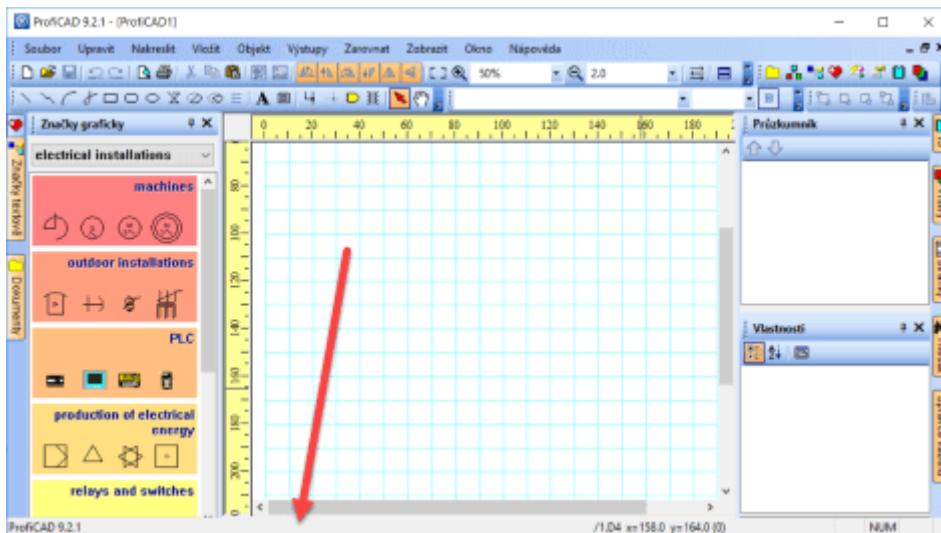 ProfiCAD 9.2.1 - [ProfiCAD1]
Soubor Upravit Nakreslit Vložit Objekt Výstupy Zarovnat Zobrazit Okno Nápověda
50% 2.0
Značky graficky
Průzkumník
0 20 40 60 80 100 120 140 160 180
electrical installations
Značky textově
Dokumenty
machines
outdoor installations
PLC
production of electrical
energy
relays and switches
80
100
120
140
160
180
200
Vlastnosti
ProfiCAD 9.2.1
/1.D4 x=158.0 y=164.0 (0)
NUM